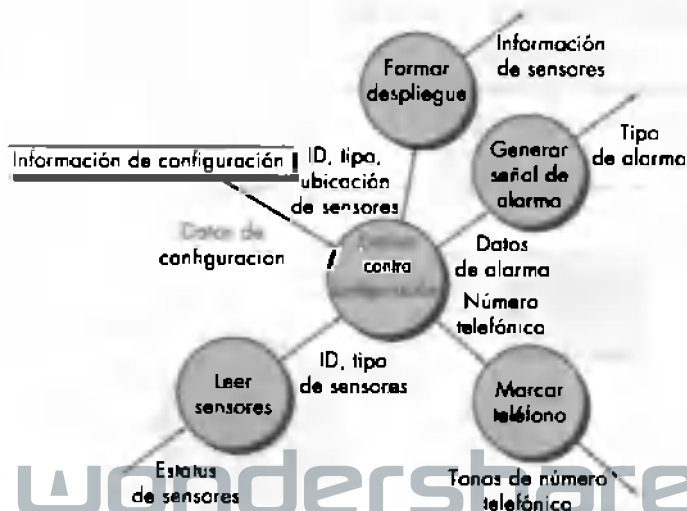 Información
de sensores
Formar
despliegue
Tipo
de alarma
Generar
señal de
alarma
Información de configuración
ID, tipo,
ubicación
de sensores
Datos de
configuración
contra
configuración
Datos
de alarma
Número
telefónico
ID, tipo
de sensores
Leer
sensores
Marcar
teléfono
Estatus
de sensores
Tonos de número
telefónico
wondershare